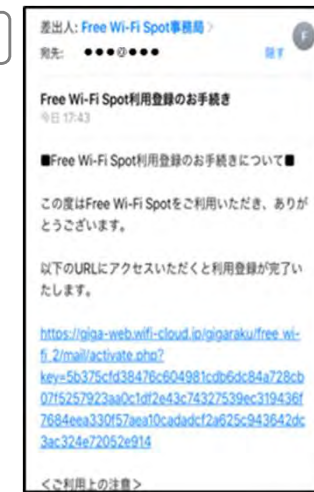 差出人: Free Wi-Fi Spot事務局 >
F
宛先: ●●●@●●●
隠す
Free Wi-Fi Spot利用登録のお手続き
今日 17:43
■Free Wi-Fi Spot利用登録のお手続きについて■
この度はFree Wi-Fi Spotをご利用いただき、ありが
とうございます。
以下のURLにアクセスいただくと利用登録が完了い
たします。
https://giga-web.wifi-cloud.jp/gigaraku/free_wi-
fi_2/mail/activate.php?
key=5b375cfd38476c604981cdb6dc84a728cb
07f5257923aa0c1df2e43c74327539ec319436f
7684eea330f57aea10cadadcf2a625c943642dc
3ac324e72052e914
<ご利用上の注意>